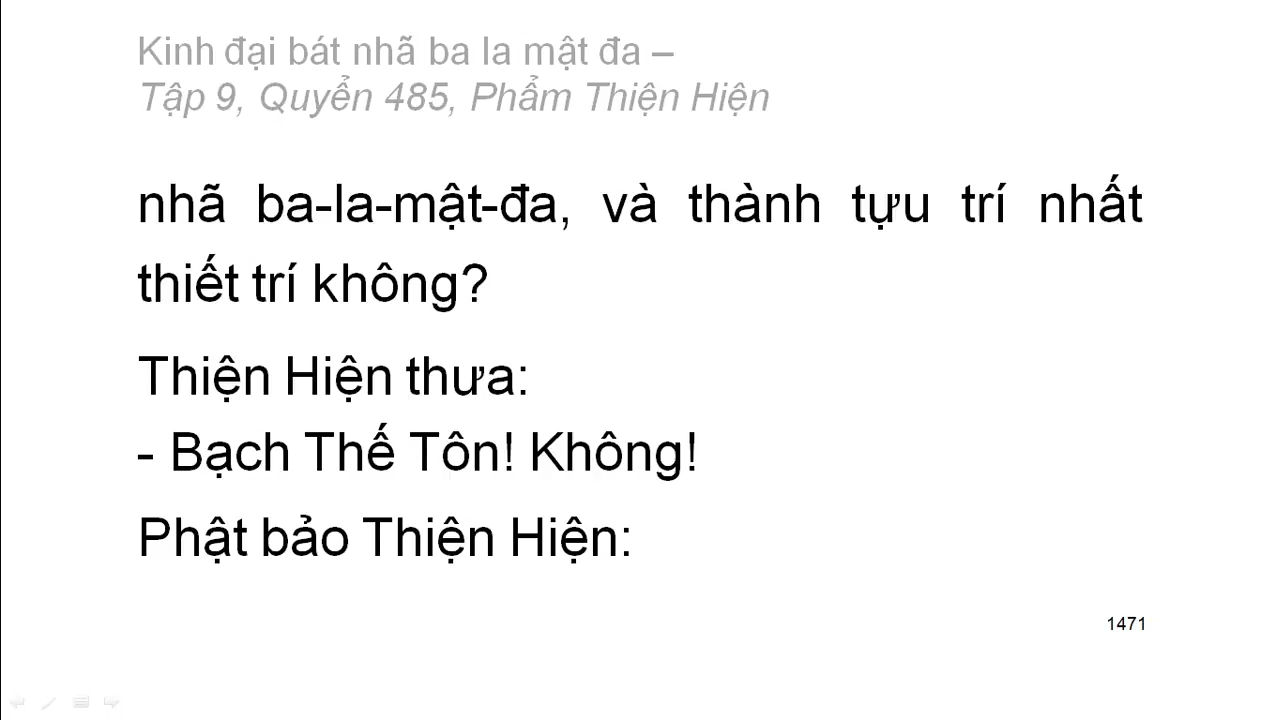 Kinh đại bát nhã ba la mật đa –
Tập 9, Quyển 485, Phẩm Thiện Hiện
nhã ba-la-mật-đa, và thành tựu trí nhất
thiết trí không?
Thiện Hiện thưa:
- Bạch Thế Tôn! Không!
Phật bảo Thiện Hiện:
1471